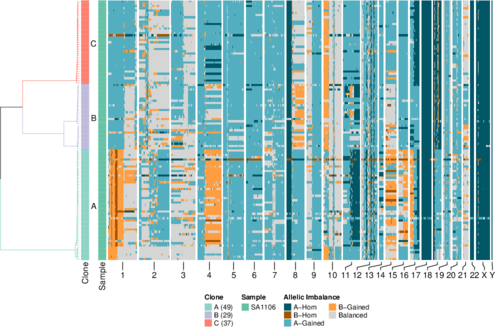 C
B
A
Clone
Sample
1 2 3 4 5 6 7 8 9 10 11 12 13 14 15 16 17 18 19 20 21 22 X Y
Clone
A (49)
B (29)
C (37)
Sample
SA1106
Allelic Imbalance
A–Hom
B–Hom
A–Gained
B–Gained
Balanced